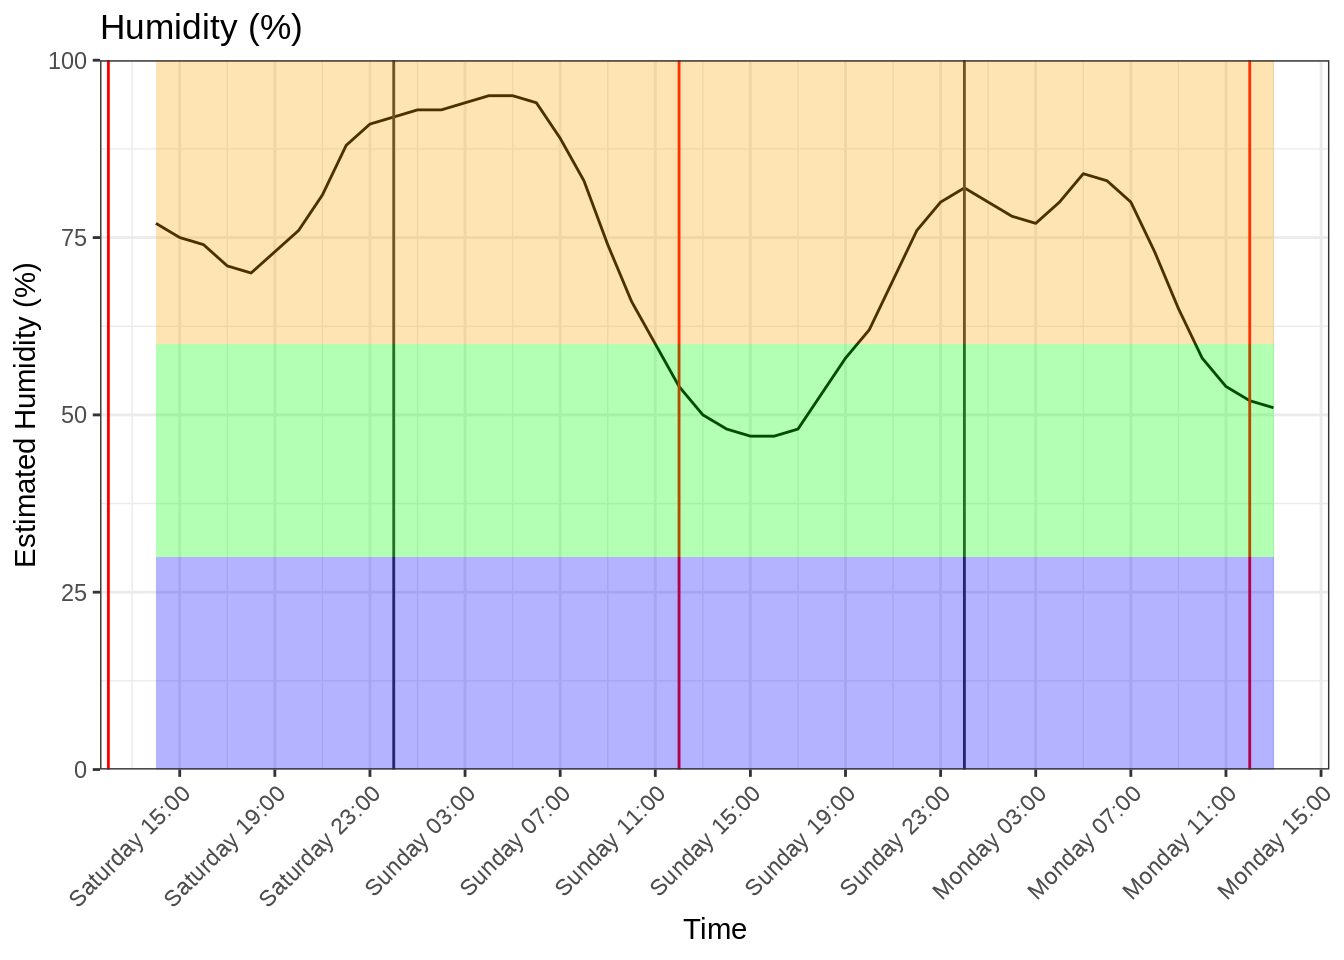 Humidity (%)
Estimated Humidity (%)
100
75
50
25
0
Saturday 15:00
Saturday 19:00
Saturday 23:00
Sunday 03:00
Sunday 07:00
Sunday 11:00
Sunday 15:00
Sunday 19:00
Sunday 23:00
Monday 03:00
Monday 07:00
Monday 11:00
Monday 15:00
Time